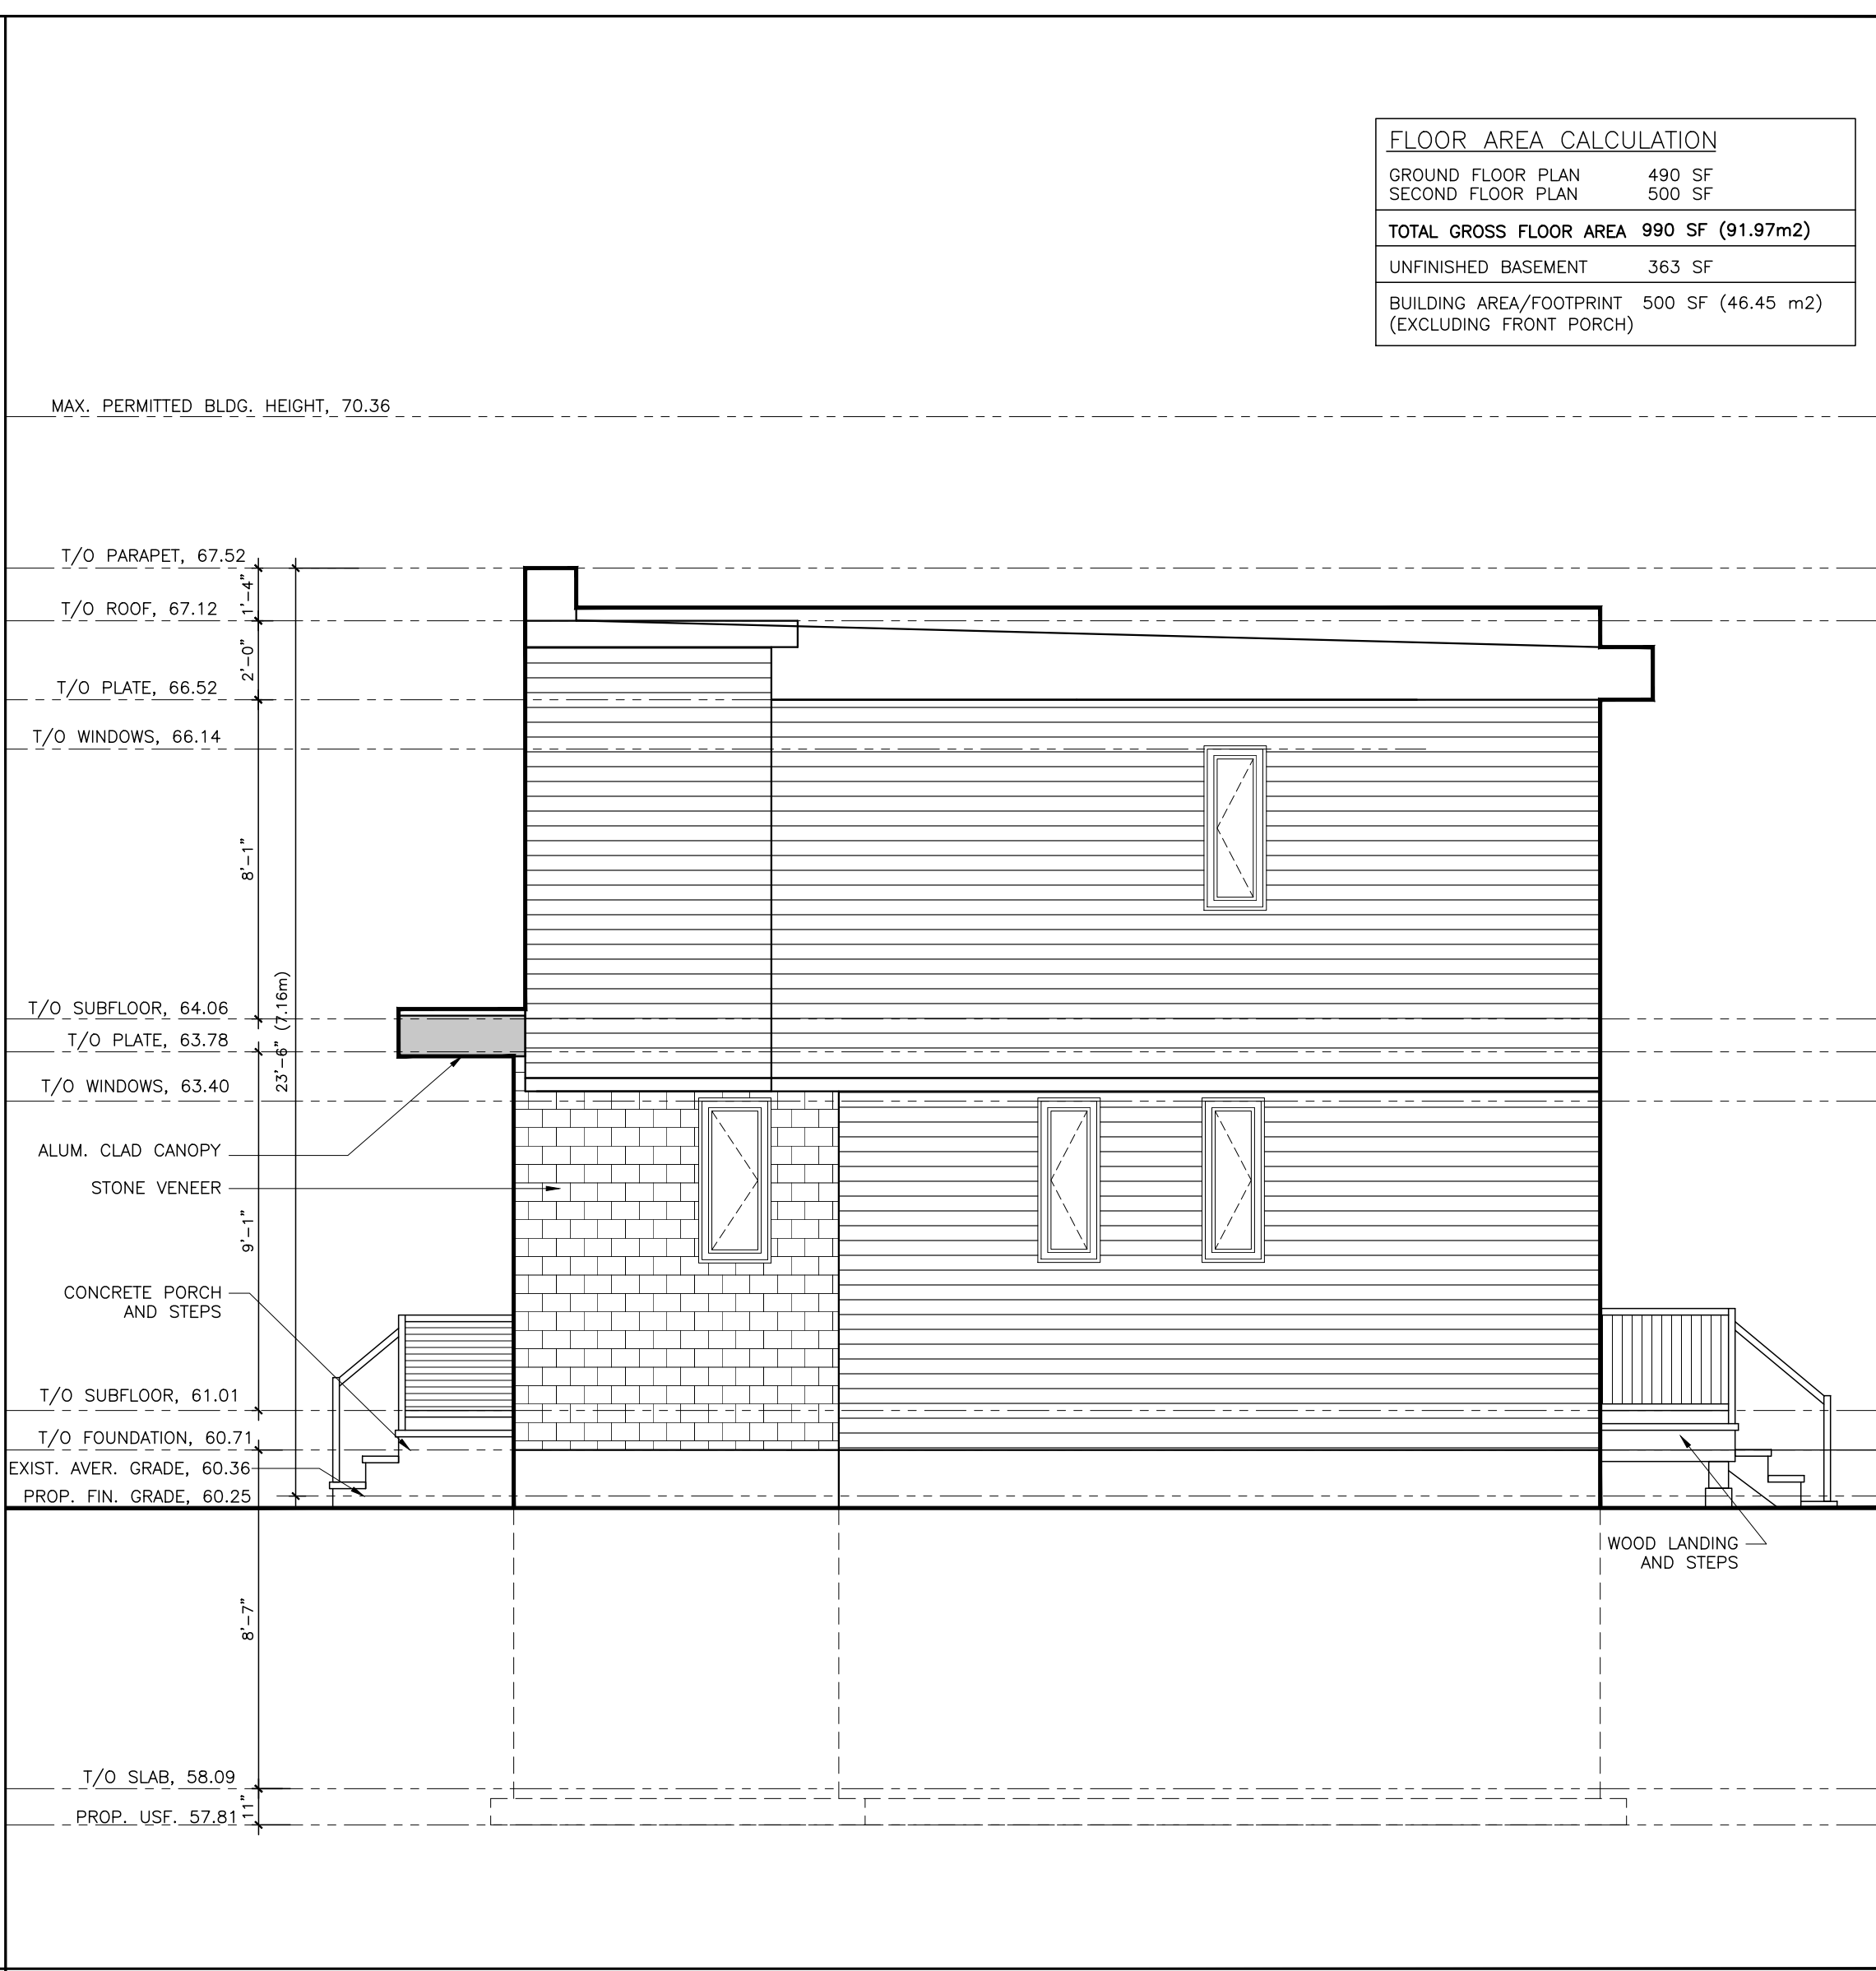 FLOOR AREA CALCULATION
GROUND FLOOR PLAN 490 SF
SECOND FLOOR PLAN 500 SF
TOTAL GROSS FLOOR AREA 990 SF (91.97m2)
UNFINISHED BASEMENT 363 SF
BUILDING AREA/FOOTPRINT 500 SF (46.45 m2)
(EXCLUDING FRONT PORCH)
MAX. PERMITTED BLDG. HEIGHT, 70.36
T/O PARAPET, 67.52
1'-4"
T/O ROOF, 67.12
2'-0"
T/O PLATE, 66.52
T/O WINDOWS, 66.14
8'-1"
T/O SUBFLOOR, 64.06
T/O PLATE, 63.78
23'-6" (7.16m)
T/O WINDOWS, 63.40
ALUM. CLAD CANOPY
STONE VENEER
9'-1"
CONCRETE PORCH
AND STEPS
T/O SUBFLOOR, 61.01
T/O FOUNDATION, 60.71
EXIST. AVER. GRADE, 60.36
PROP. FIN. GRADE, 60.25
WOOD LANDING
AND STEPS
8'-7"
T/O SLAB, 58.09
11"
PROP. USF. 57.81